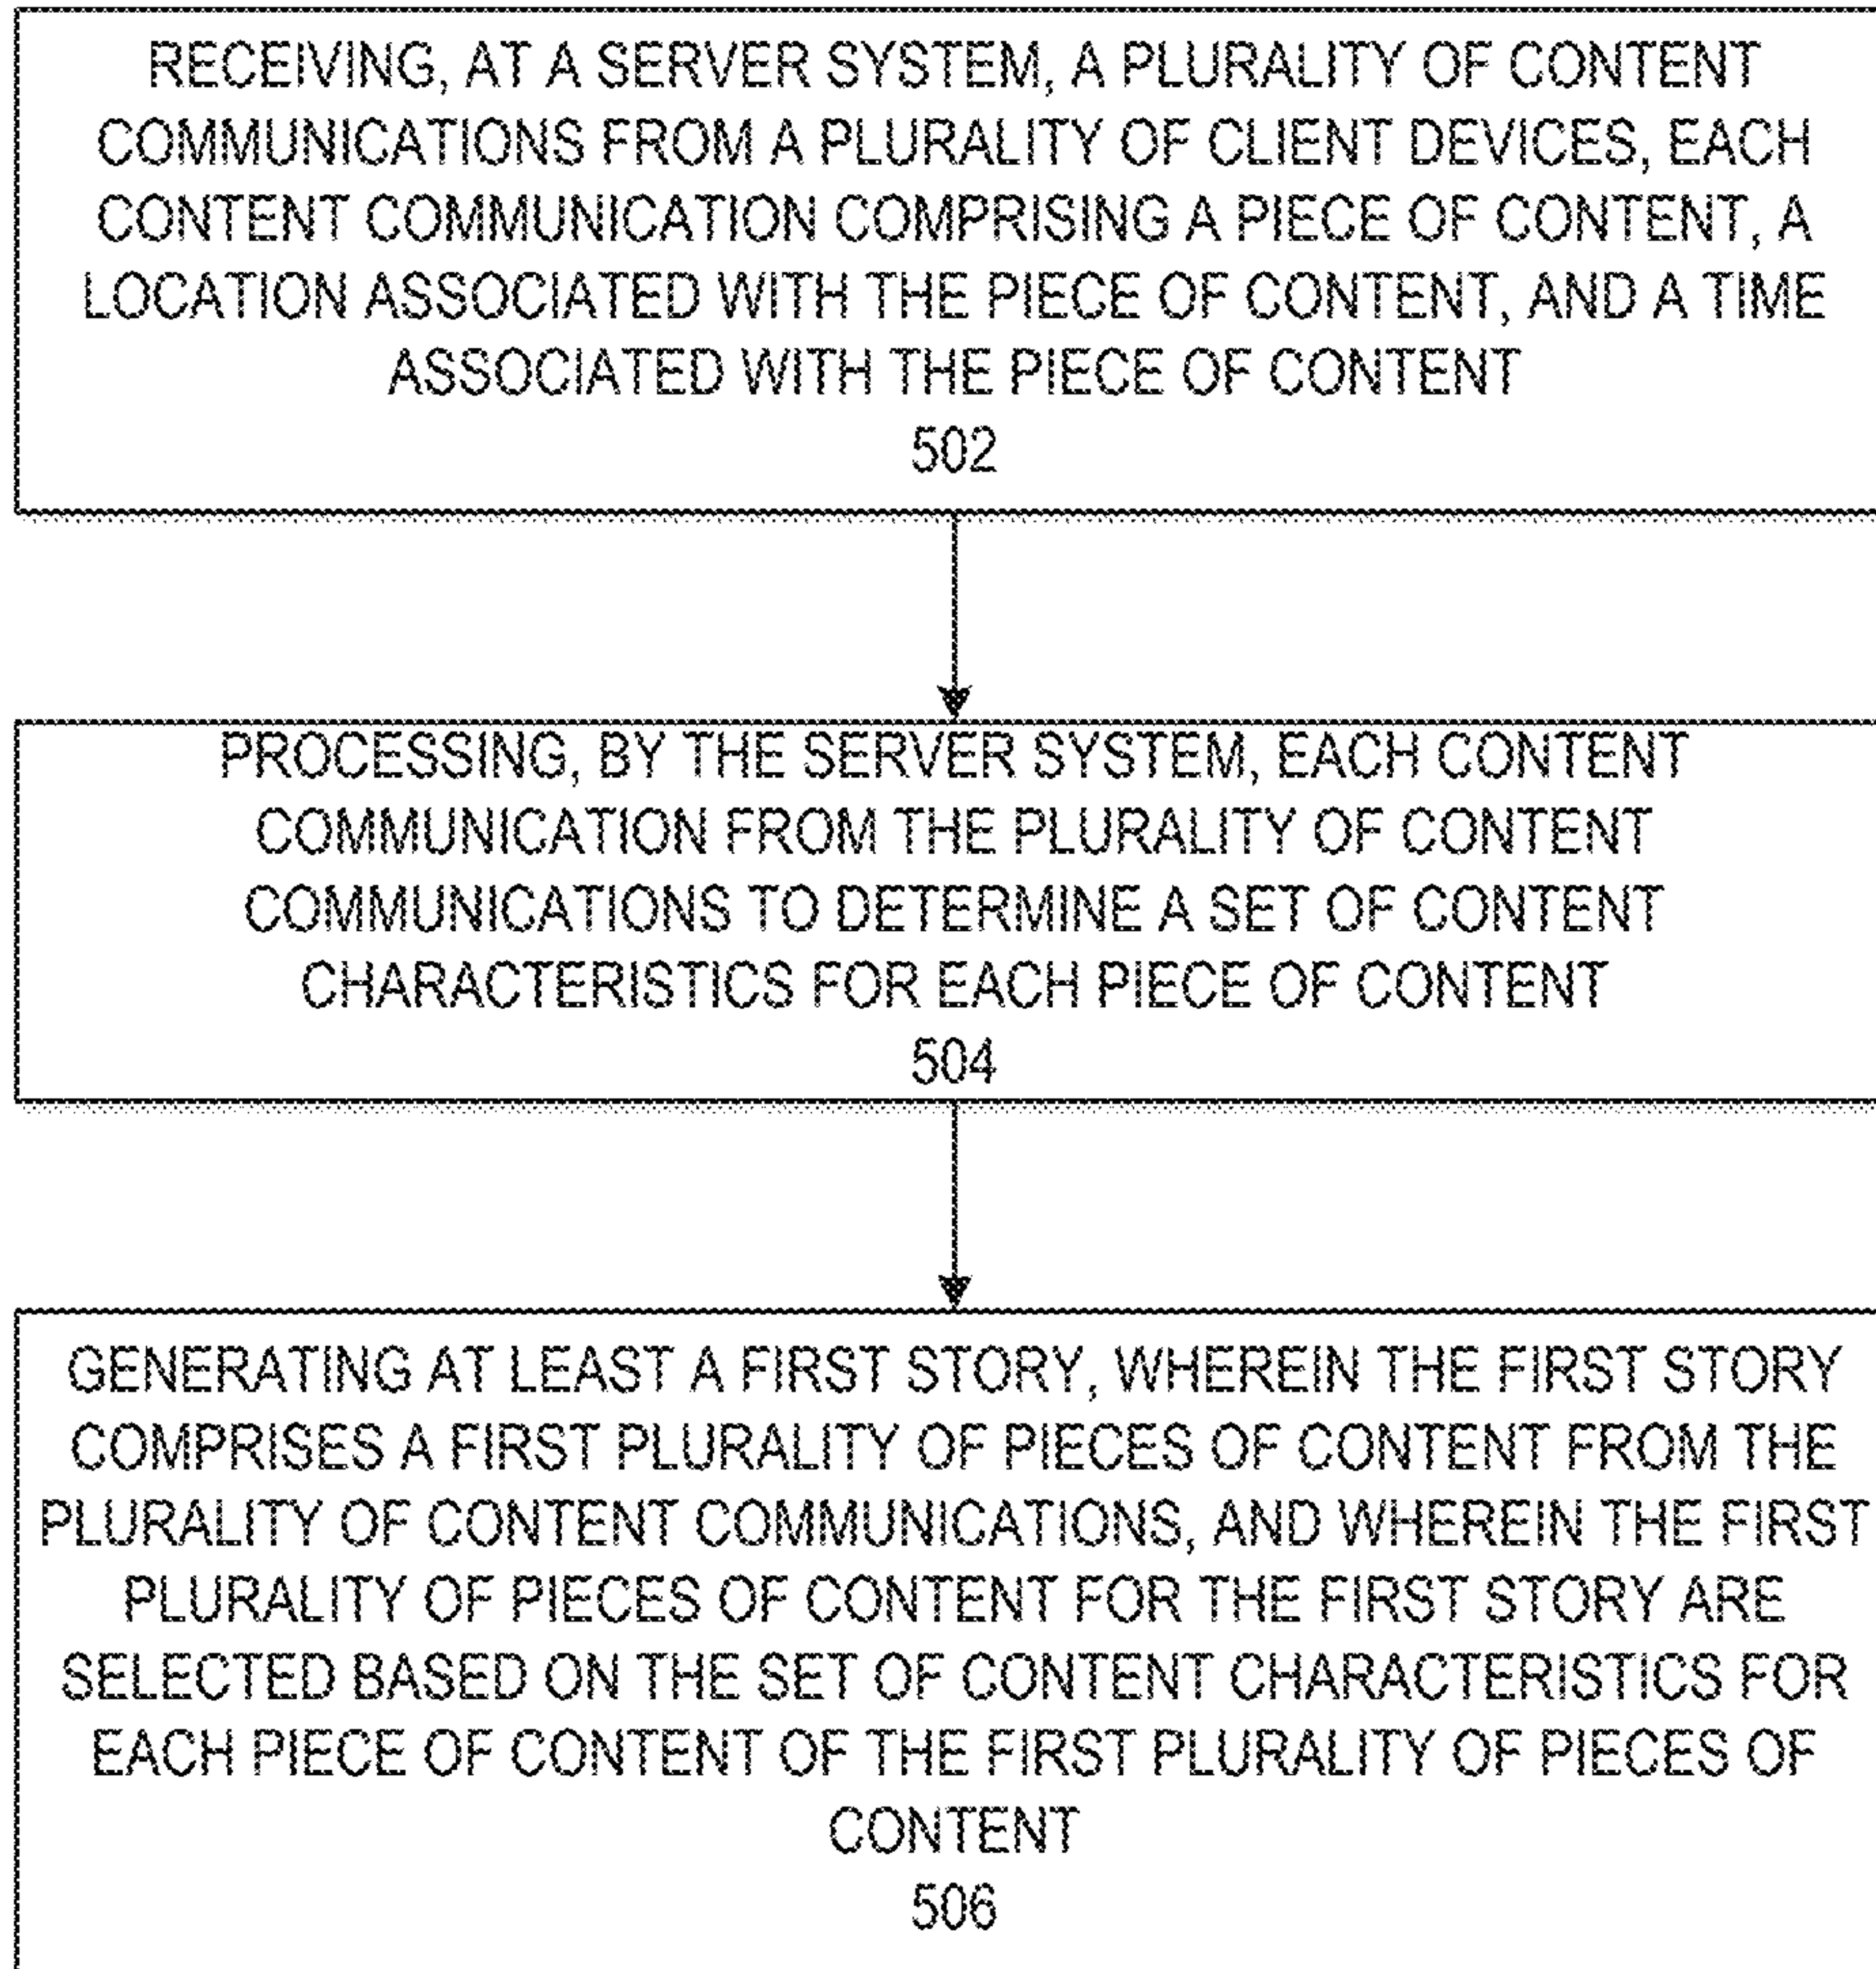 RECEIVING, AT A SERVER SYSTEM, A PLURALITY OF CONTENT
COMMUNICATIONS FROM A PLURALITY OF CLIENT DEVICES, EACH
CONTENT COMMUNICATION COMPRISING A PIECE OF CONTENT, A
LOCATION ASSOCIATED WITH THE PIECE OF CONTENT, AND A TIME
ASSOCIATED WITH THE PIECE OF CONTENT
502
PROCESSING, BY THE SERVER SYSTEM, EACH CONTENT
COMMUNICATION FROM THE PLURALITY OF CONTENT
COMMUNICATIONS TO DETERMINE A SET OF CONTENT
CHARACTERISTICS FOR EACH PIECE OF CONTENT
504
GENERATING AT LEAST A FIRST STORY, WHEREIN THE FIRST STORY
COMPRISES A FIRST PLURALITY OF PIECES OF CONTENT FROM THE
PLURALITY OF CONTENT COMMUNICATIONS, AND WHEREIN THE FIRST
PLURALITY OF PIECES OF CONTENT FOR THE FIRST STORY ARE
SELECTED BASED ON THE SET OF CONTENT CHARACTERISTICS FOR
EACH PIECE OF CONTENT OF THE FIRST PLURALITY OF PIECES OF
CONTENT
506